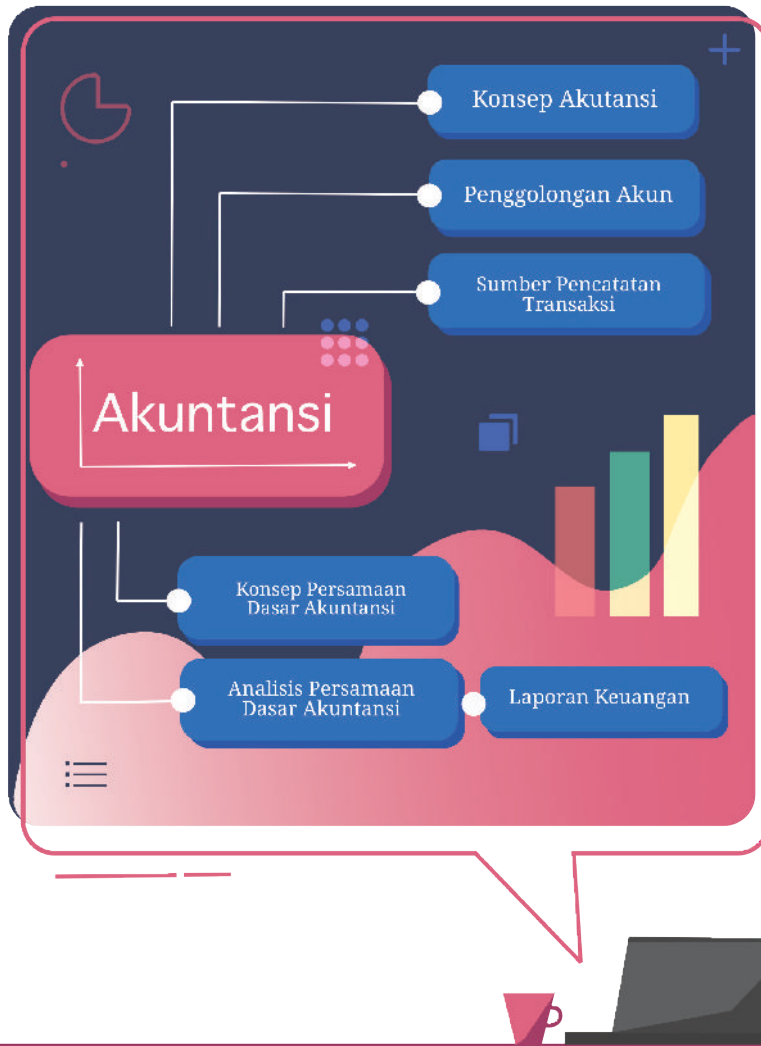 Konsep Akutansi
Penggolongan Akun
Sumber Pencatatan
Transaksi
Akuntansi
Konsep Persamaan
Dasar Akuntansi
Analisis Persamaan
Dasar Akuntansi
Laporan Keuangan